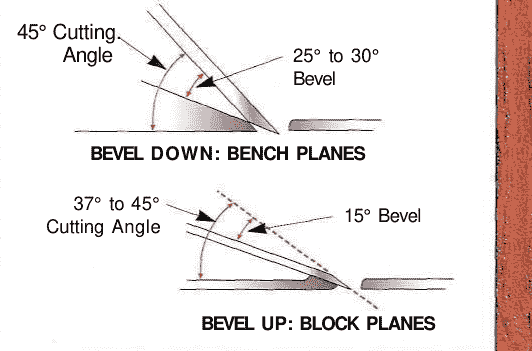 45° Cutting.
Angle
25° to 30°
Bevel
BEVEL DOWN: BENCH PLANES
37° to 45°
Cutting Angle
15° Bevel
BEVEL UP: BLOCK PLANES